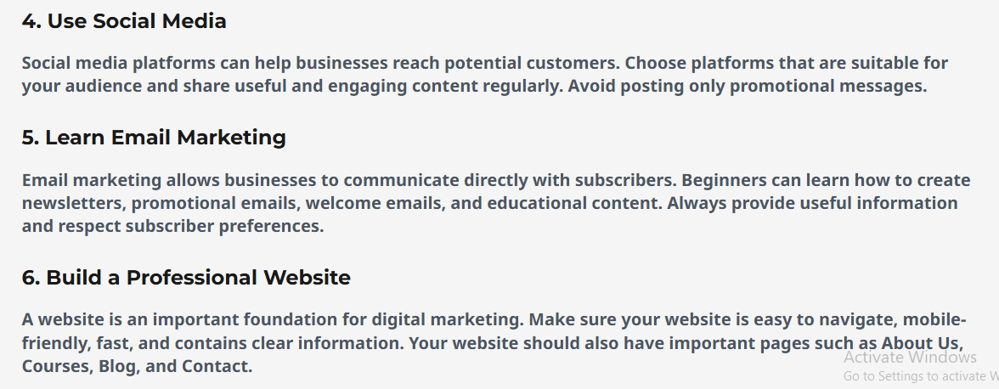 4. Use Social Media
Social media platforms can help businesses reach potential customers. Choose platforms that are suitable for
your audience and share useful and engaging content regularly. Avoid posting only promotional messages.
5. Learn Email Marketing
Email marketing allows businesses to communicate directly with subscribers. Beginners can learn how to create
newsletters, promotional emails, welcome emails, and educational content. Always provide useful information
and respect subscriber preferences.
6. Build a Professional Website
A website is an important foundation for digital marketing. Make sure your website is easy to navigate, mobile-
friendly, fast, and contains clear information. Your website should also have important pages such as About Us,
Courses, Blog, and Contact.
Activate Windows
Go to Settings to activate W